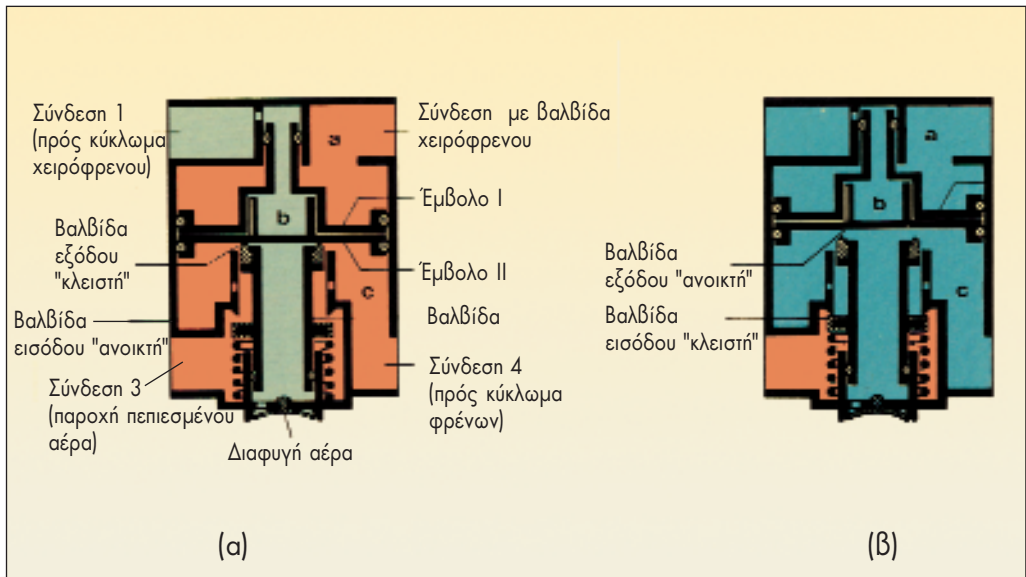 Σύνδεση 1
(πρός κύκλωμα
χειρόφρενου)
Σύνδεση με βαλβίδα
χειρόφρενου
a
b
c
Έμβολο I
Έμβολο II
Βαλβίδα
εξόδου
"κλειστή"
Βαλβίδα
εισόδου "ανοικτή"
Βαλβίδα
Σύνδεση 3
(παροχή πεπιεσμένου
αέρα)
Σύνδεση 4
(πρός κύκλωμα
φρένων)
Διαφυγή αέρα
(α)
a
b
c
Βαλβίδα
εξόδου "ανοικτή"
Βαλβίδα
εισόδου "κλειστή"
(β)